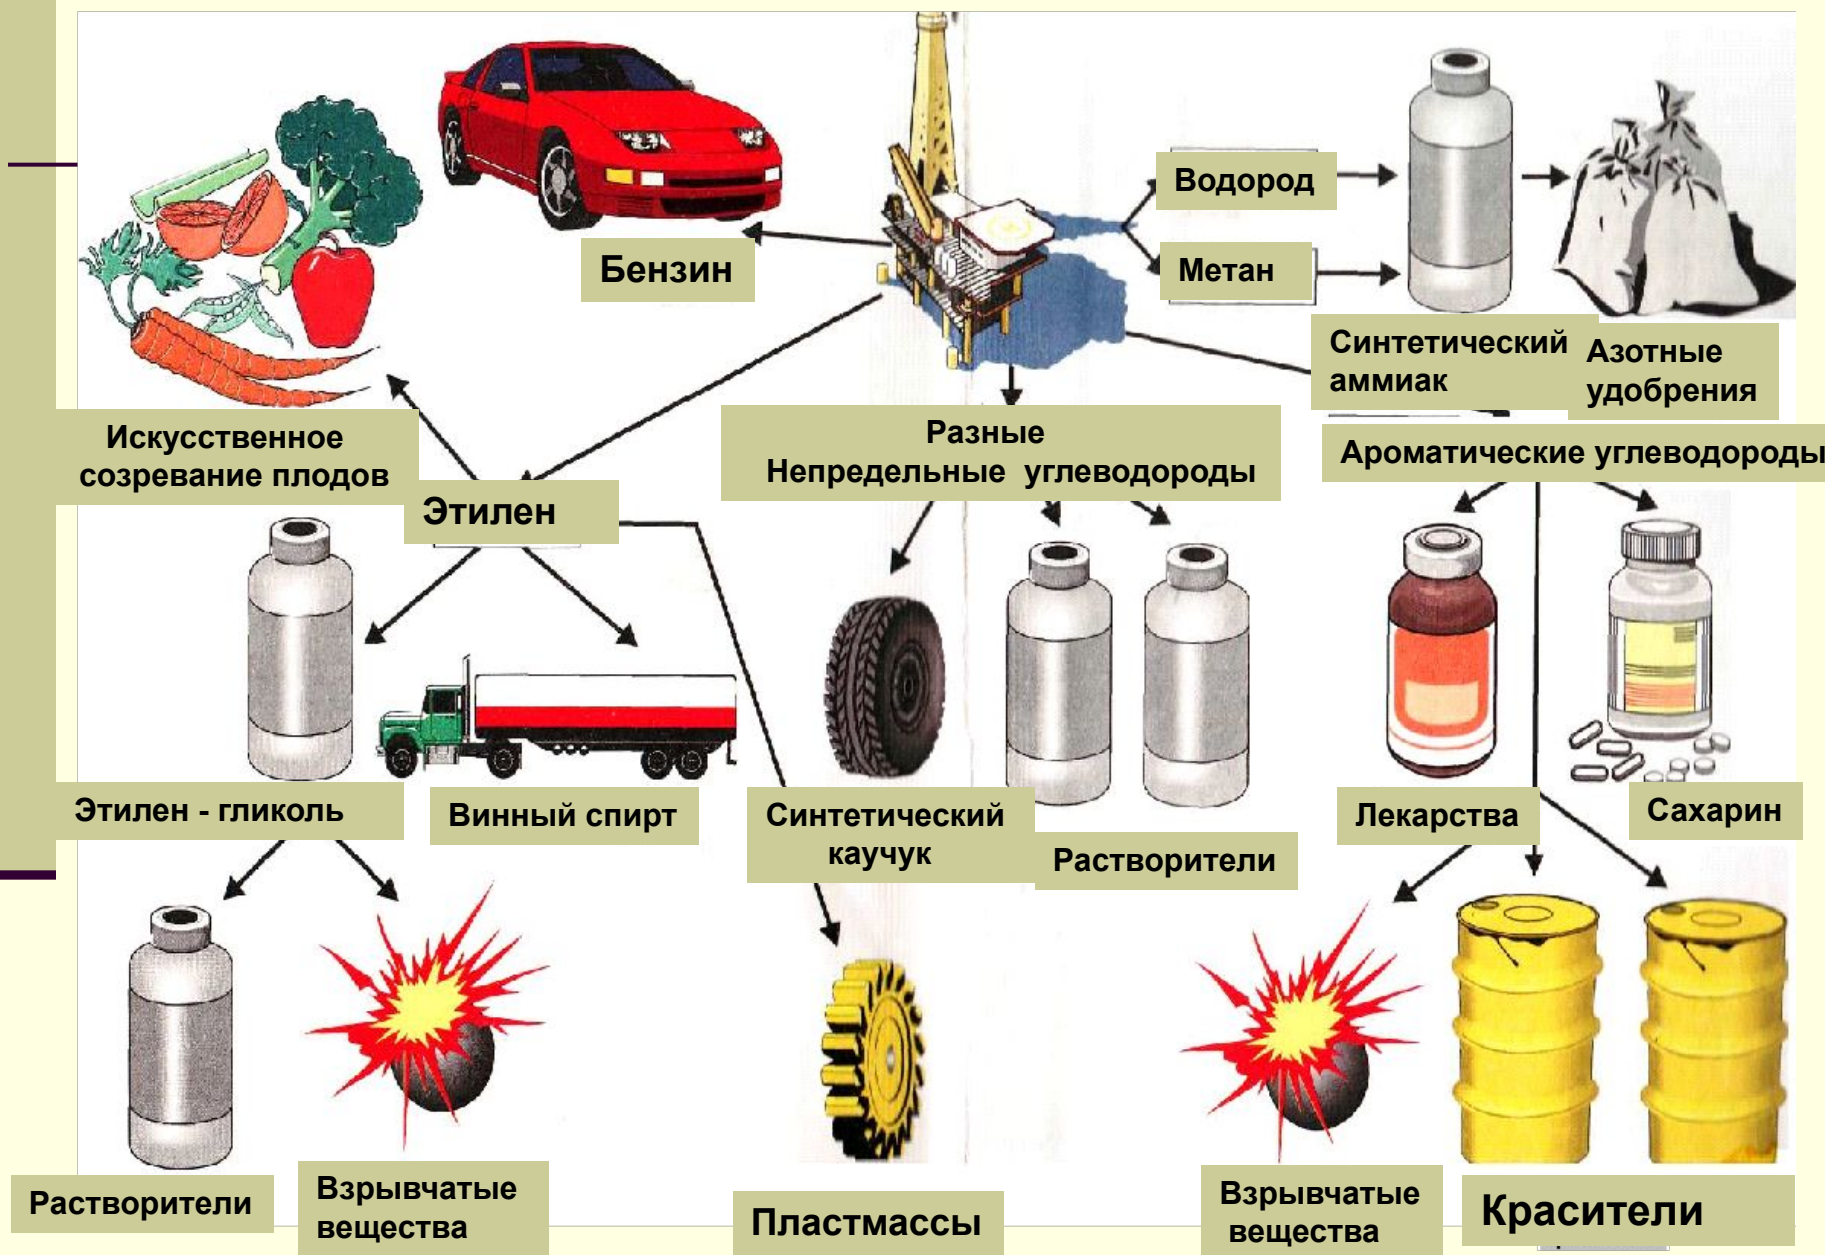 Водород
Бензин
Метан
Синтетический
аммиак
Азотные
удобрения
Искусственное
созревание плодов
Разные
Непредельные углеводороды
Ароматические углеводороды
Этилен
Этилен - гликоль
Винный спирт
Синтетический
каучук
Растворители
Лекарства
Сахарин
Растворители
Взрывчатые
вещества
Пластмассы
Взрывчатые
вещества
Красители